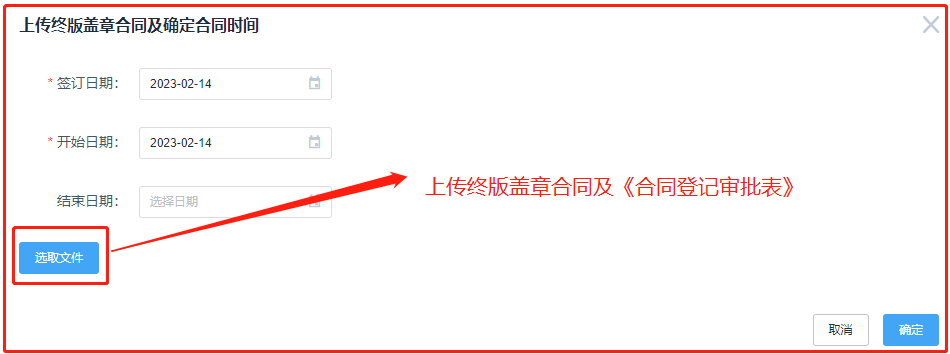 上传终版盖章合同及确定合同时间
* 签订日期： 2023-02-14
* 开始日期： 2023-02-14
上传终版盖章合同及《合同登记审批表》
结束日期： 选择日期
选取文件
取消 确定